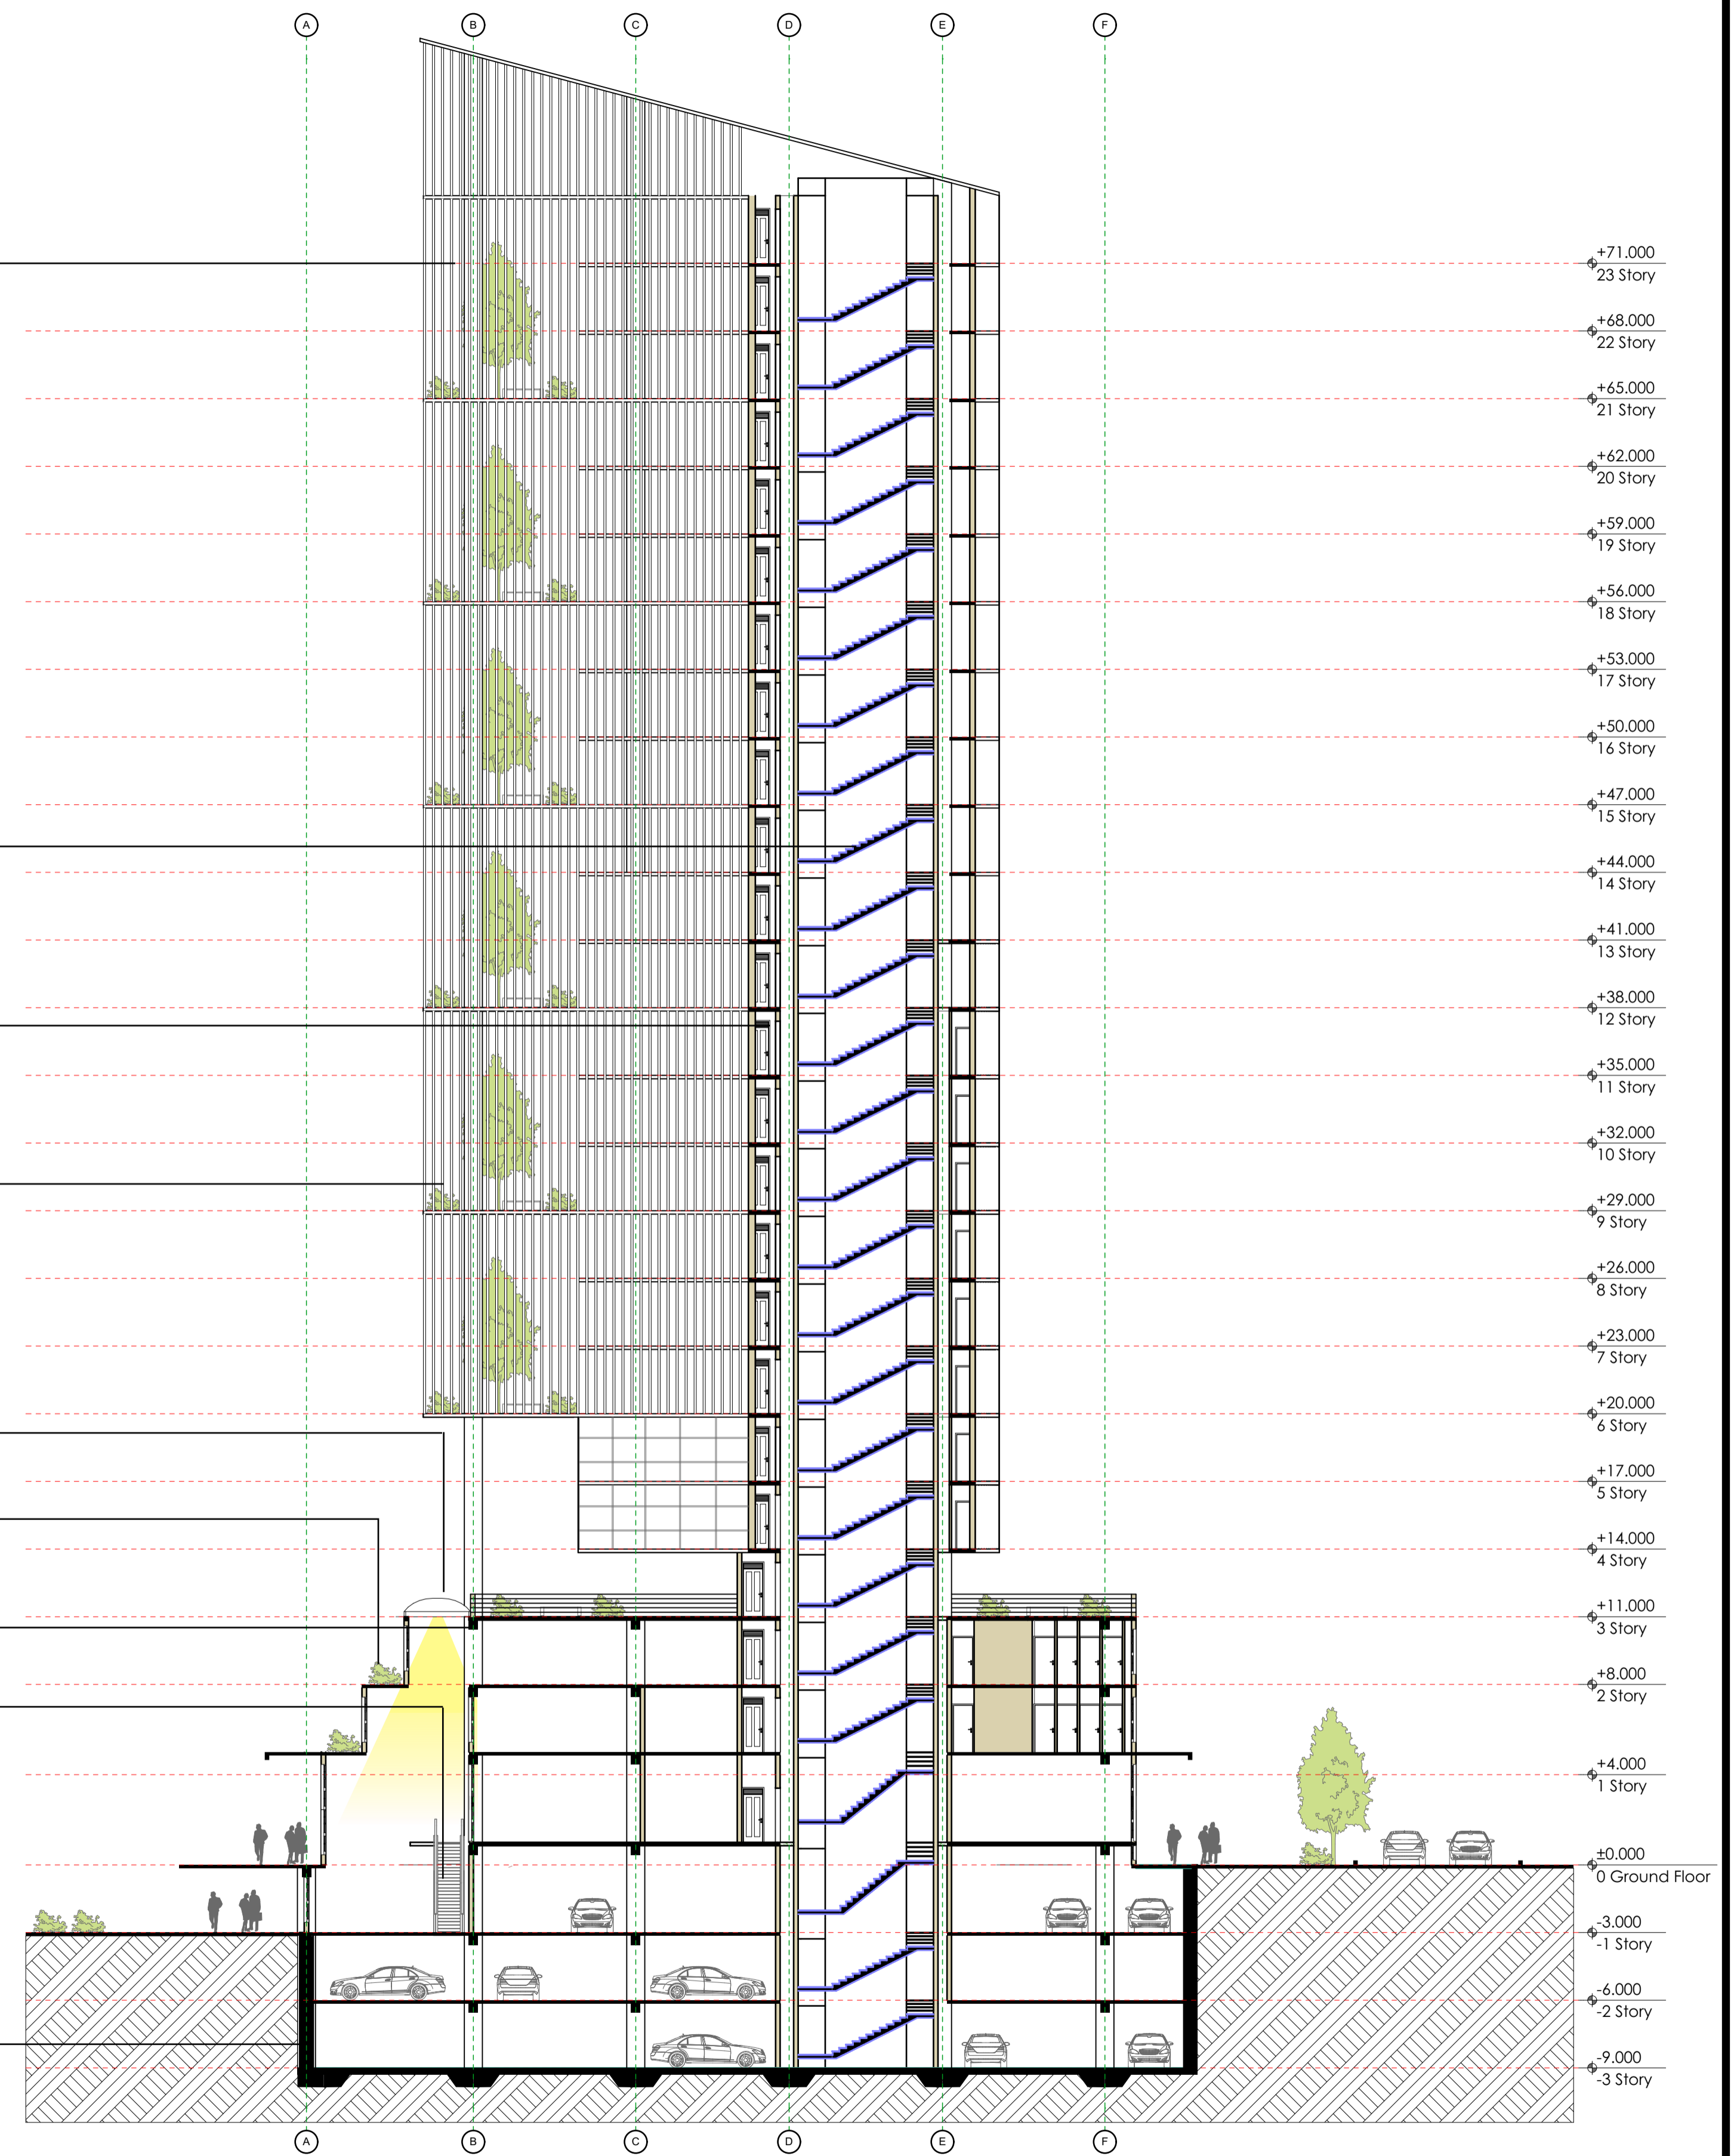 A B C D E F
+71.000
23 Story
+68.000
22 Story
+65.000
21 Story
+62.000
20 Story
+59.000
19 Story
+56.000
18 Story
+53.000
17 Story
+50.000
16 Story
+47.000
15 Story
+44.000
14 Story
+41.000
13 Story
+38.000
12 Story
+35.000
11 Story
+32.000
10 Story
+29.000
9 Story
+26.000
8 Story
+23.000
7 Story
+20.000
6 Story
+17.000
5 Story
+14.000
4 Story
+11.000
3 Story
+8.000
2 Story
+4.000
1 Story
±0.000
0 Ground Floor
-3.000
-1 Story
-6.000
-2 Story
-9.000
-3 Story
A B C D E F